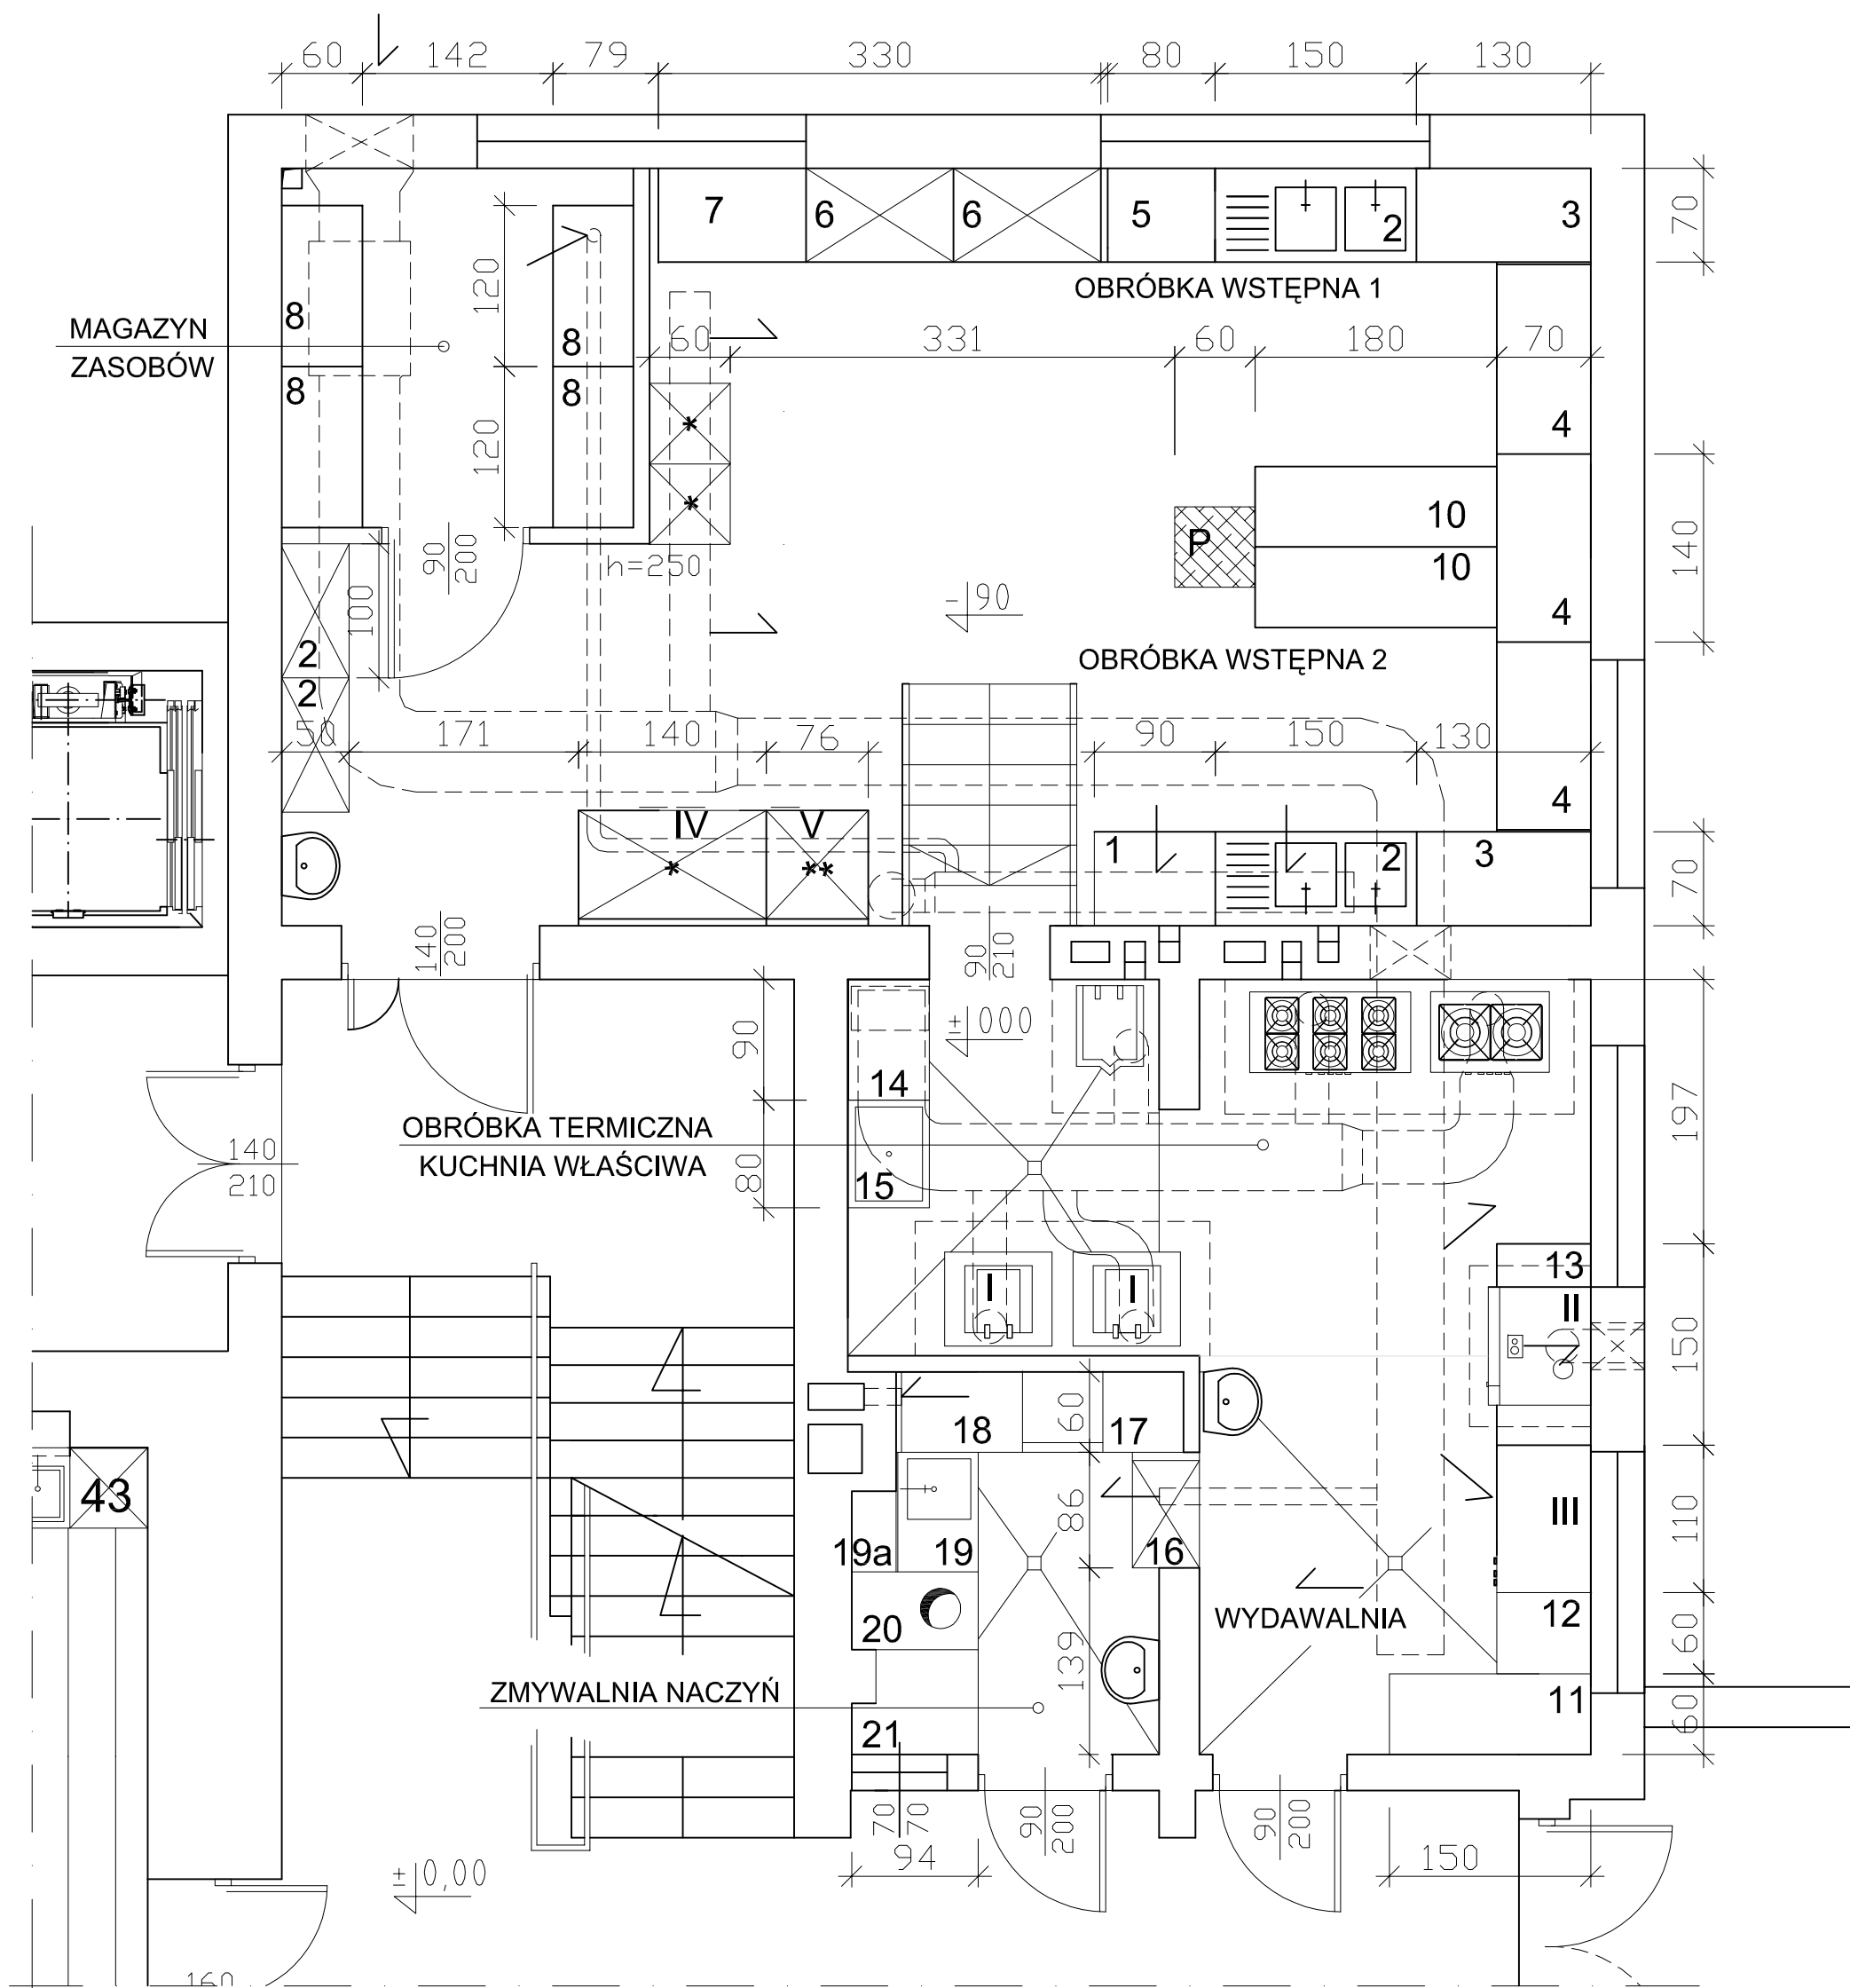 60 142 79 330 80 150 130
7 6 6 5 2 3
70
OBRÓBKA WSTĘPNA 1
MAGAZYN
ZASOBÓW
8 8
8 8
120
120
60 331 60 180 70
*
*
4
10
10
P
4
140
90
200
h=250
100
-90
2
2
OBRÓBKA WSTĘPNA 2
50 171 140 76 90 150 130
4
IV V
* **
1 2 3
70
140
200
90
210
±000
90
14
OBRÓBKA TERMICZNA
KUCHNIA WŁAŚCIWA
80
15
197
140
210
I I
13
II
150
18 60 17
43
86
III
110
19a 19 16
20
12
WYDAWALNIA
60
139
ZMYWALNIA NACZYŃ
11
60
21
70
70
90
200
90
200
94
150
±0,00
160